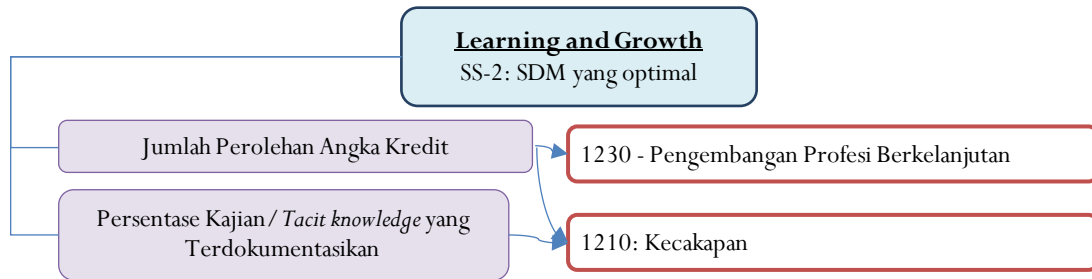 Learning and Growth
SS-2: SDM yang optimal
Jumlah Perolehan Angka Kredit
1230 - Pengembangan Profesi Berkelanjutan
Persentase Kajian / Tacit knowledge yang
Terdokumentasikan
1210: Kecakapan